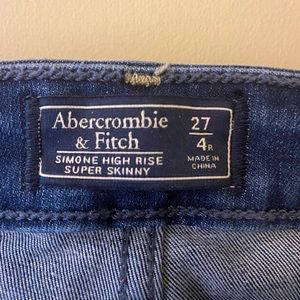 Abercrombie
& Fitch
SIMONE HIGH RISE
SUPER SKINNY
27
4R
MADE IN
CHINA